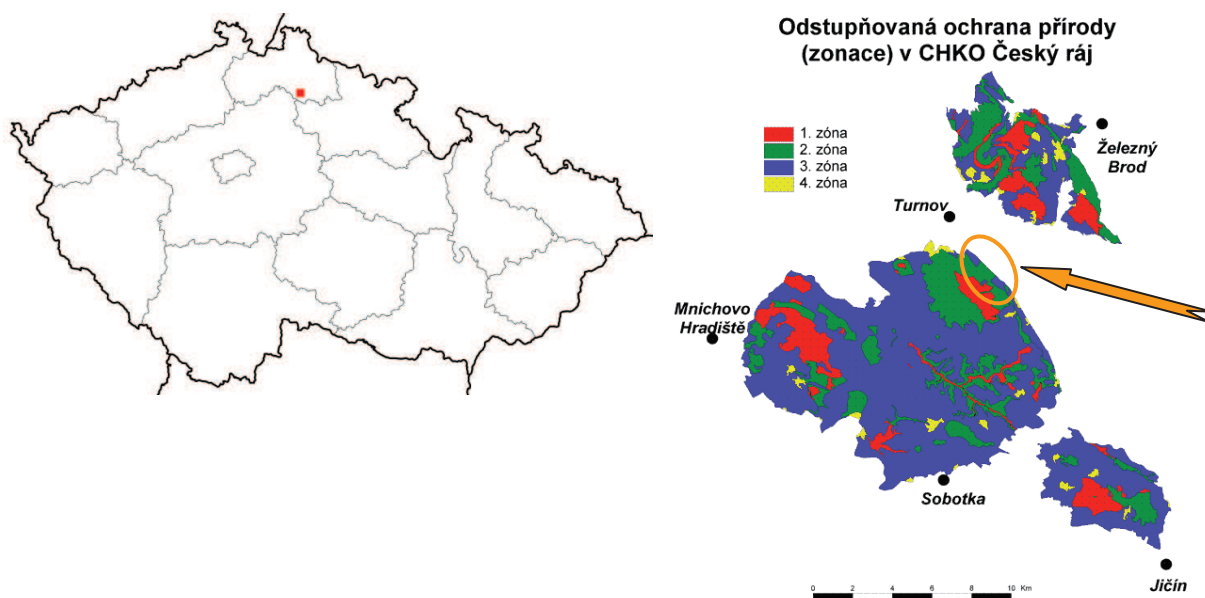 Odstupňovaná ochrana přírody
(zonace) v CHKO Český ráj
1. zóna
2. zóna
3. zóna
4. zóna
Železný
Brod
Turnov
Mnichovo
Hradiště
Sobotka
Jičín
0 2 4 6 8 10 Km